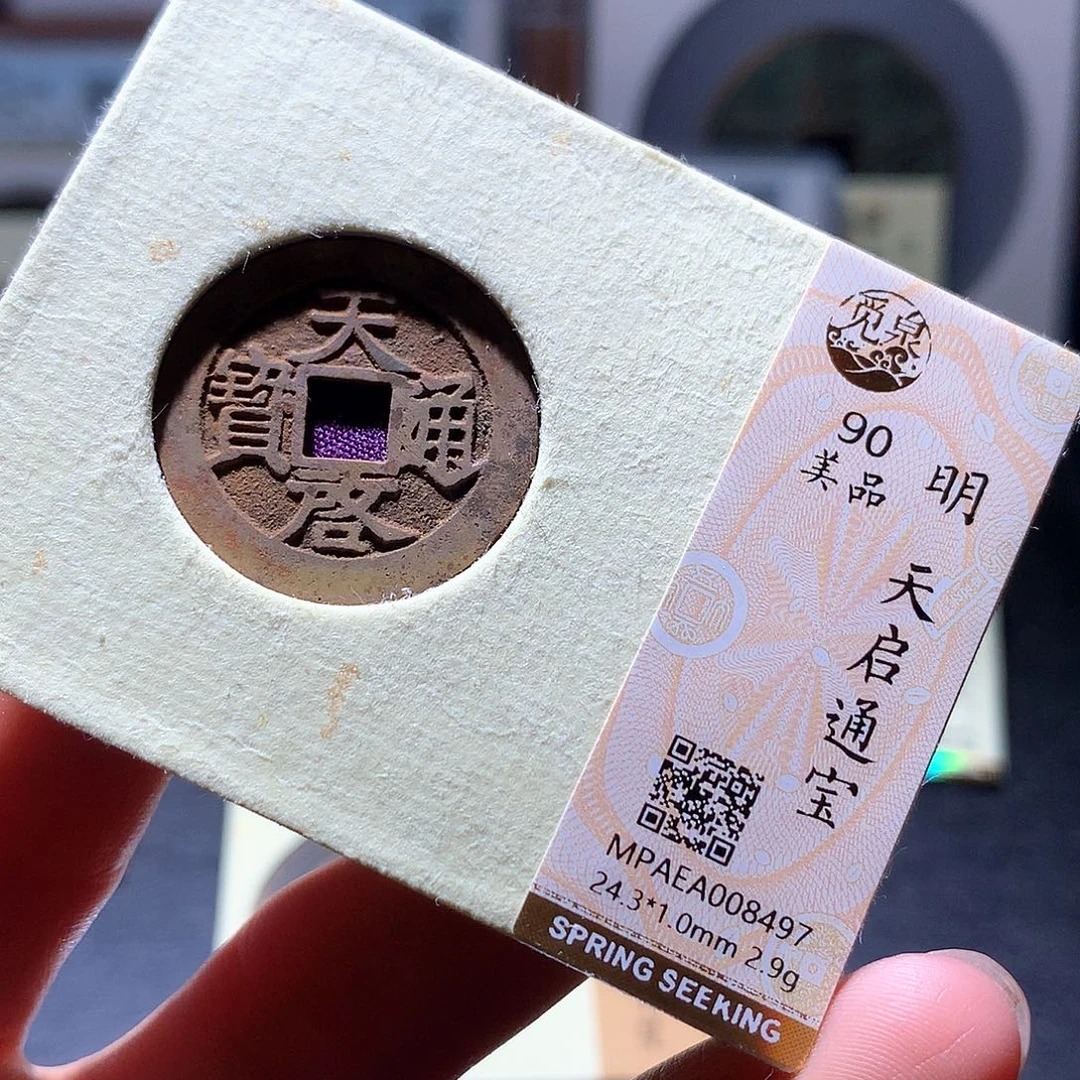 天啓通寶
觅泉
90
美品
明
天启通宝
MPAEA008497
24.3*1.0mm 2.9g
SPRING SEEKING